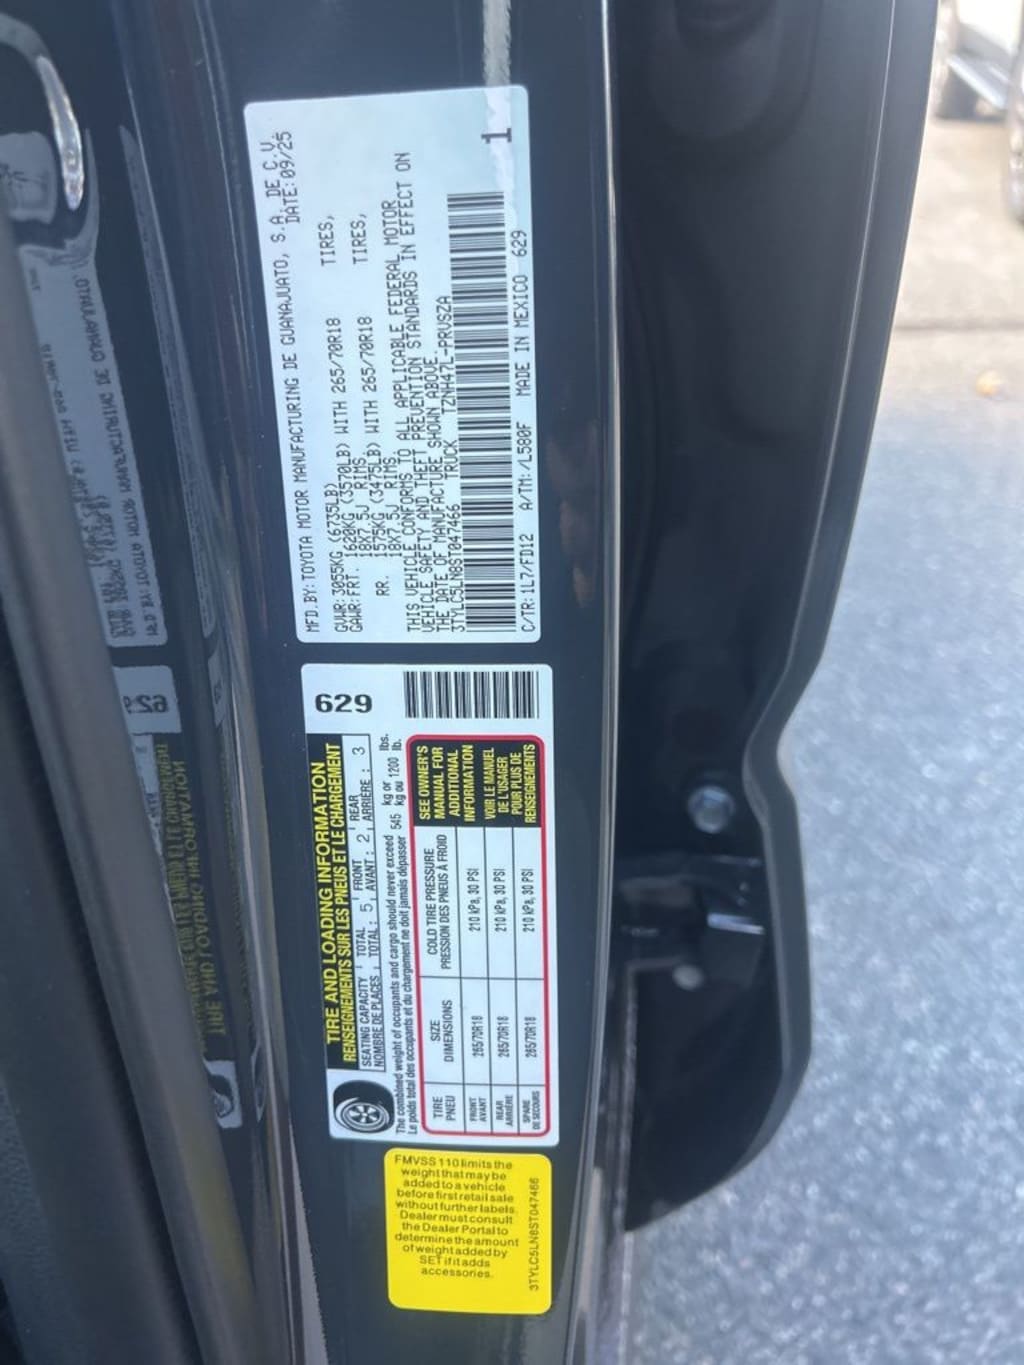 MFD.BY:TOYOTA MOTOR MANUFACTURING DE GUANAJUATO, S.A. DE C.V.
DATE:09/25
GVWR:3055KG (6735LB)
GAWR:FRT. 1620KG (3570LB) WITH 265/70R18 TIRES,
18X7.5J RIMS
RR. 1575KG (3475LB) WITH 265/70R18 TIRES,
18X7.5J RIMS
THIS VEHICLE CONFORMS TO ALL APPLICABLE FEDERAL MOTOR
VEHICLE SAFETY AND THEFT PREVENTION STANDARDS IN EFFECT ON
THE DATE OF MANUFACTURE SHOWN ABOVE.
3TYLC5LN8ST047466 TRUCK TZNH47L-PRVSZA
1
C/TR:1L7/FD12 A/TM:/L580F MADE IN MEXICO 629
629
TIRE AND LOADING INFORMATION
RENSEIGNEMENTS SUR LES PNEUS ET LE CHARGEMENT
SEATING CAPACITY TOTAL 5 FRONT 2 REAR 3
NOMBRE DE PLACES TOTAL: 5 AVANT: 2 ARRIÈRE: 3
The combined weight of occupants and cargo should never exceed 545 kg or 1200 lbs.
Le poids total des occupants et du chargement ne doit jamais dépasser 545 kg ou 1200 lb.
TIRE SIZE COLD TIRE PRESSURE
PNEU DIMENSIONS PRESSION DES PNEUS À FROID
FRONT
AVANT 265/70R18 210 kPa, 30 PSI
REAR
ARRIÈRE 265/70R18 210 kPa, 30 PSI
SPARE
DE SECOURS 265/70R18 210 kPa, 30 PSI
SEE OWNER'S
MANUAL FOR
ADDITIONAL
INFORMATION
VOIR LE MANUEL
DE L'USAGER
POUR PLUS DE
RENSEIGNEMENTS
FMVSS 110 limits the
weight that may be
added to a vehicle
before first retail sale
without further labels.
Dealer must consult
the Dealer Portal to
determine the amount
of weight added by
SET if it adds
accessories.
3TYLC5LN8ST047466